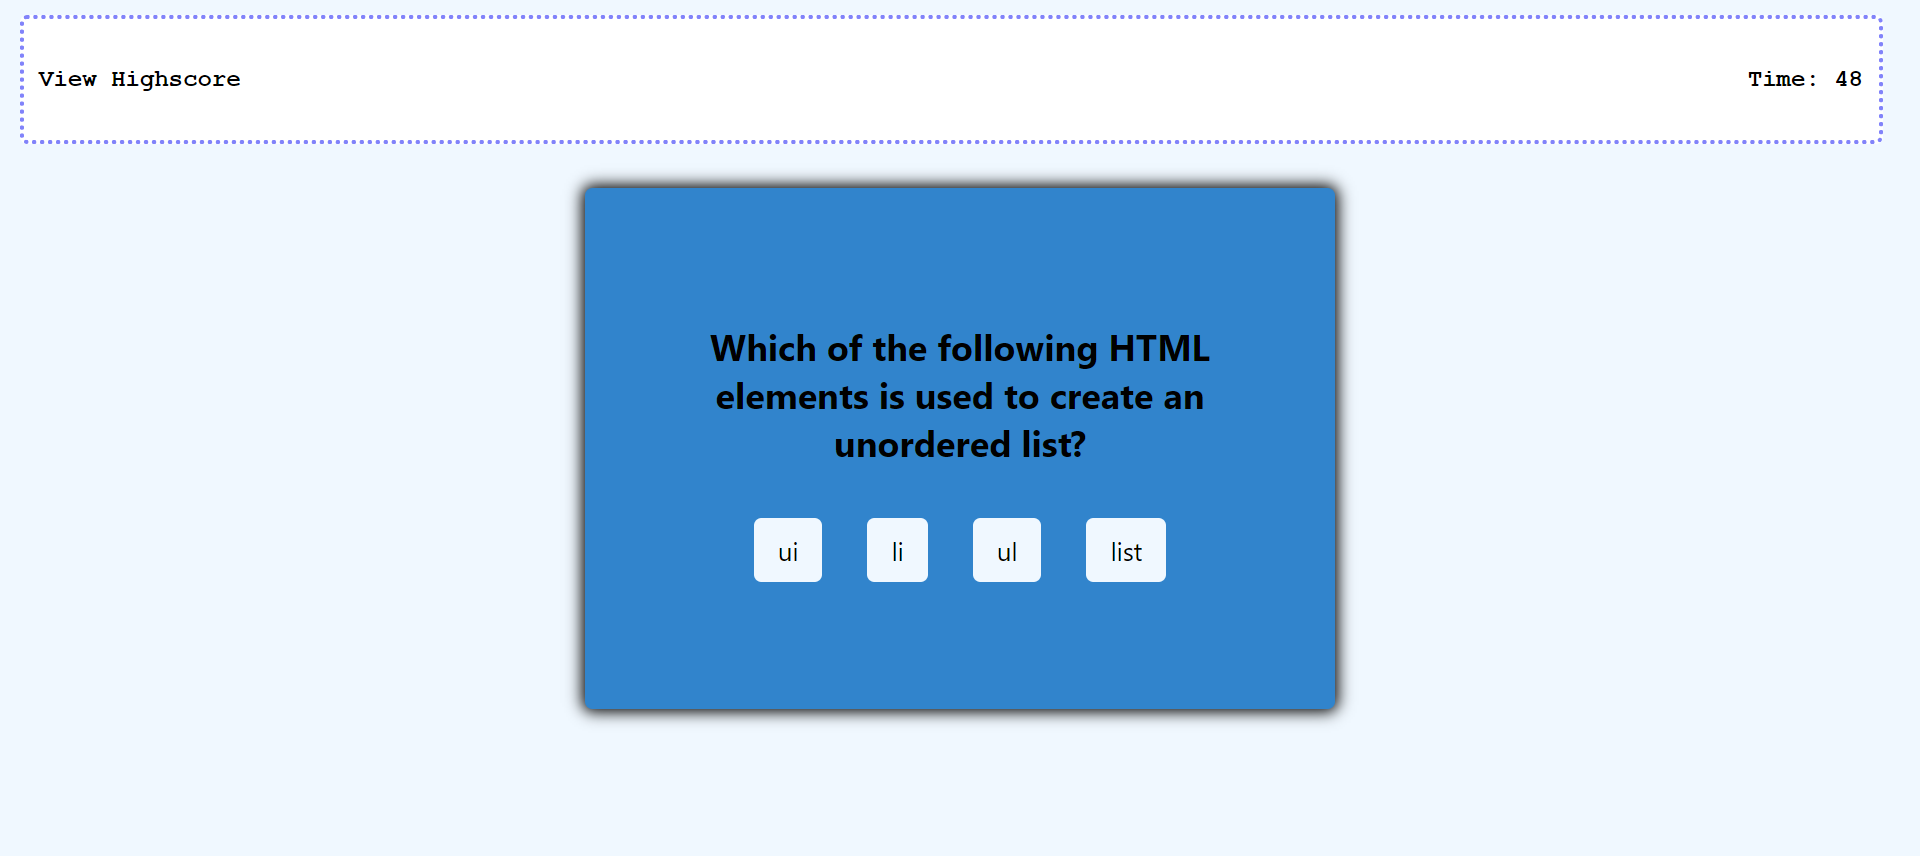 View Highscore
Time: 48
Which of the following HTML
elements is used to create an
unordered list?
ui
li
ul
list